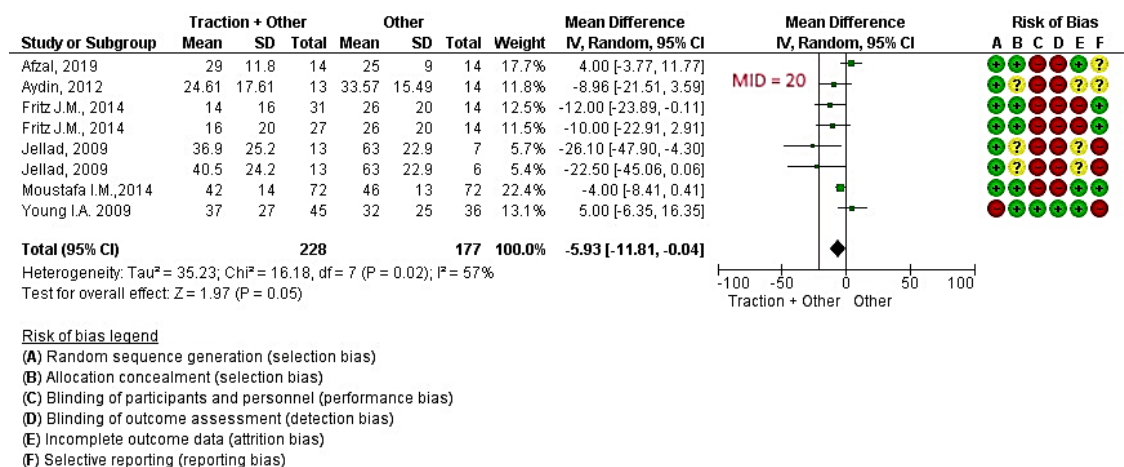 Traction + Other Other Mean Difference Mean Difference Risk of Bias
Study or Subgroup Mean SD Total Mean SD Total Weight IV, Random, 95% CI IV, Random, 95% CI A B C D E F
Afzal, 2019 29 11.8 14 25 9 14 17.7% 4.00 [-3.77, 11.77] + + - - + ?
Aydin, 2012 24.61 17.61 13 33.57 15.49 14 11.5% -8.96 [-21.51, 3.59] MID = 20 + ? - - ? ?
Fritz J.M., 2014 14 16 31 26 20 14 12.5% -12.00 [-23.89, -0.11] + + - - - +
Fritz J.M., 2014 16 20 27 26 20 14 11.5% -10.00 [-22.91, 2.91] + + - - - +
Jellad, 2009 36.9 25.2 13 63 22.9 7 5.7% -26.10 [-47.90, -4.30] + ? - - ? -
Jellad, 2009 40.5 24.2 13 63 22.9 6 5.4% -22.50 [-45.06, 0.06] + ? - - ? -
Moustafa I.M.,2014 42 14 72 46 13 72 22.4% -4.00 [-8.41, 0.41] + + - - + +
Young I.A. 2009 37 27 45 32 25 36 13.1% 5.00 [-6.35, 16.35] - + - + + -
Total (95% CI) 228 177 100.0% -5.93 [-11.81, -0.04]
Heterogeneity: Tau² = 35.23; Chi² = 16.18, df = 7 (P = 0.02); I² = 57%
Test for overall effect: Z = 1.97 (P = 0.05)
-100 -50 0 50 100
Traction + Other Other
Risk of bias legend
(A) Random sequence generation (selection bias)
(B) Allocation concealment (selection bias)
(C) Blinding of participants and personnel (performance bias)
(D) Blinding of outcome assessment (detection bias)
(E) Incomplete outcome data (attrition bias)
(F) Selective reporting (reporting bias)